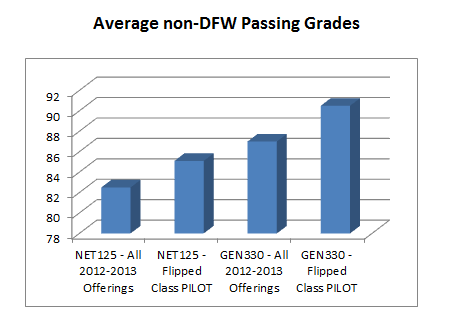 Average non-DFW Passing Grades
92
90
88
86
84
82
80
78
NET125 - All
2012-2013
Offerings
NET125 -
Flipped
Class PILOT
GEN330 - All
2012-2013
Offerings
GEN330 -
Flipped
Class PILOT